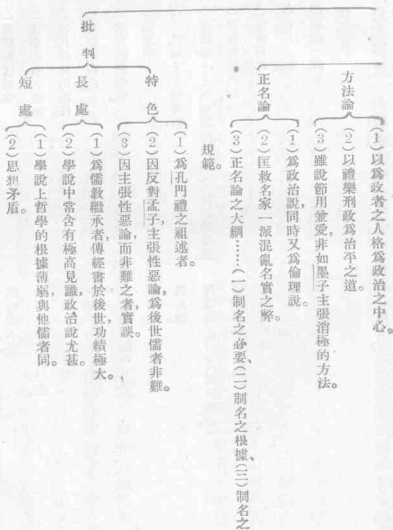 方法論
(1)以為政者之人格為政治之中心。
(2)以禮樂刑政為治平之道。
(3)雖說節用兼愛,非如墨子主張消極的方法。
正名論
(1)為政治說,同時又為倫理說。
(2)匡救名家一派混亂名實之弊。
(3)正名論之大綱……(一)制名之必要、(二)制名之根據、(三)制名之
規範。
批判
特色
(1)為孔門禮之祖述者。
(2)因反對孟子,主張性惡論,為後世儒者非難。
(3)因主張性惡論,而非難之者實誤。
長處
(1)為儒教繼承者,傳經書於後世,功績極大。
(2)學說中常含有極高見識,政治說尤甚。
短處
(1)學說上哲學的根據薄弱,與他儒者同。
(2)思想矛盾。